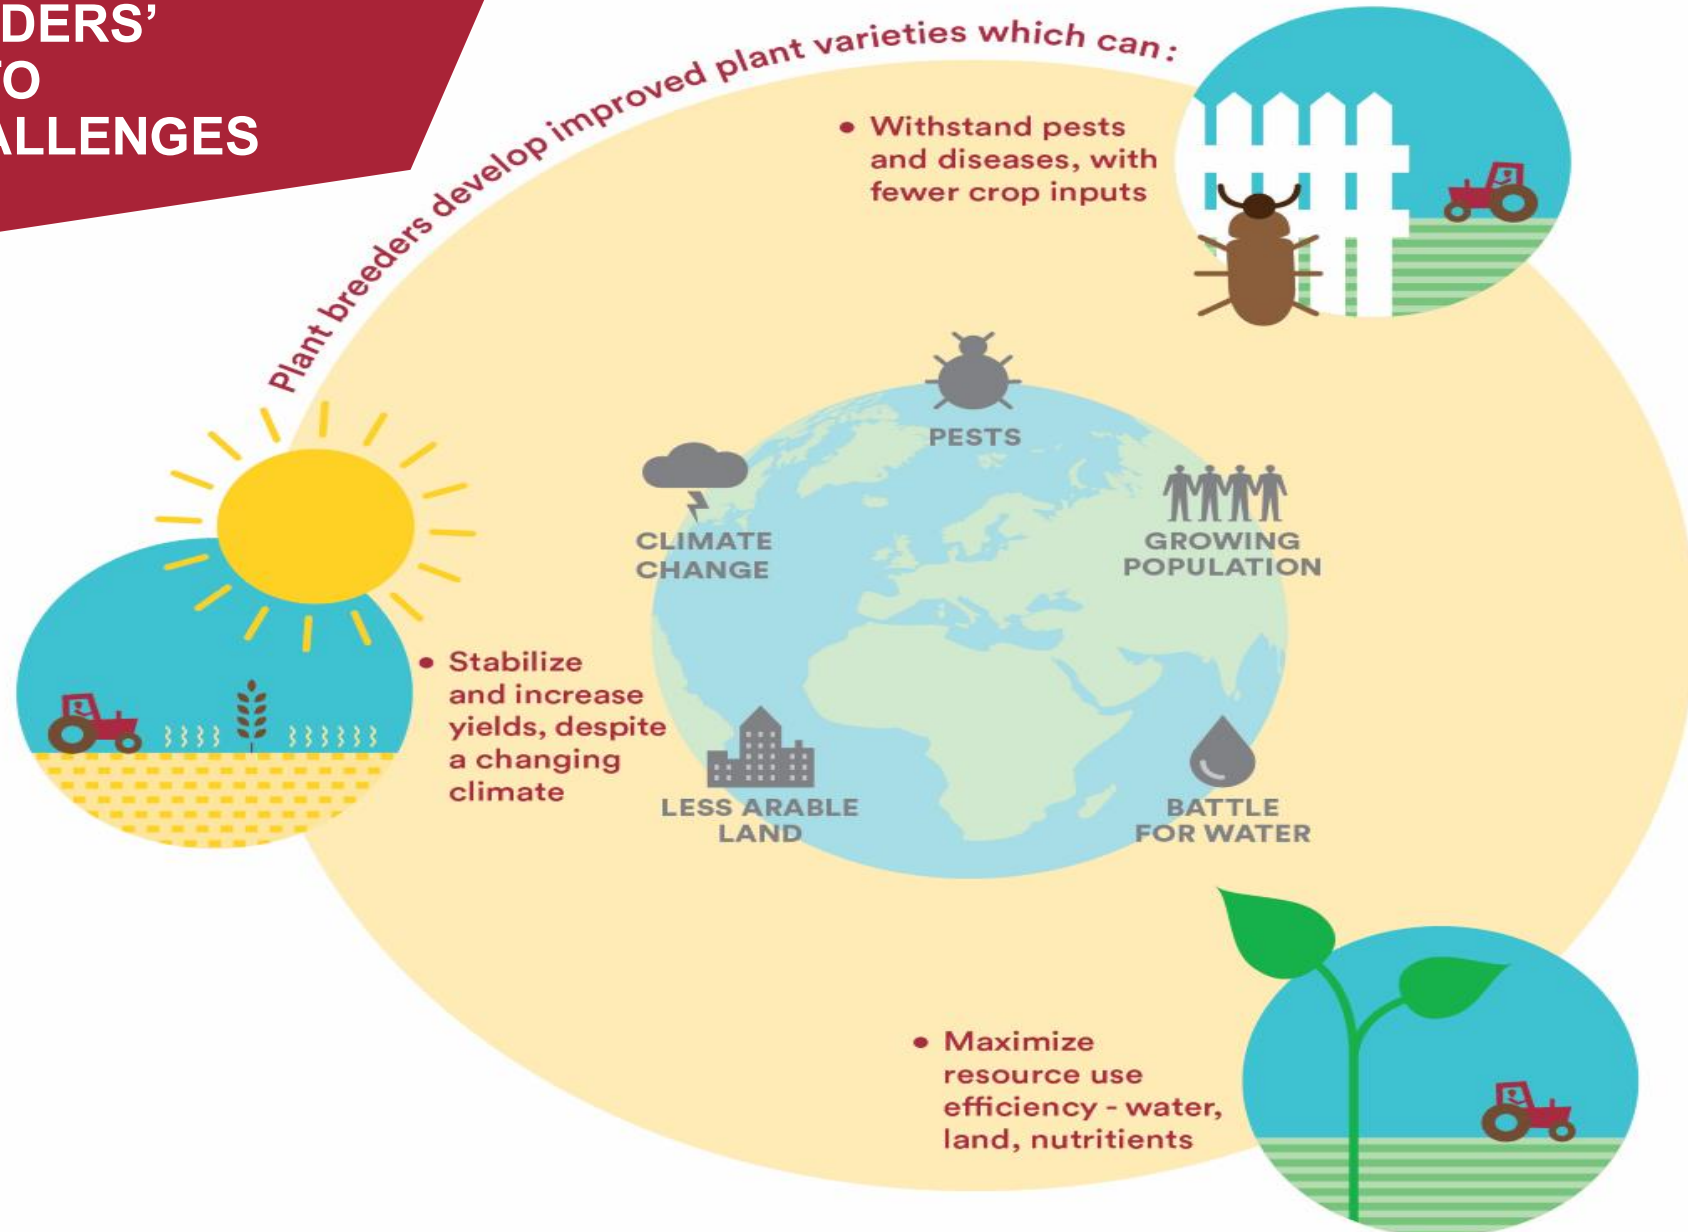 DERS’
TO
ALLENGES
Plant breeders develop improved plant varieties which can:
• Withstand pests
and diseases, with
fewer crop inputs
PESTS
CLIMATE
CHANGE
GROWING
POPULATION
• Stabilize
and increase
yields, despite
a changing
climate
LESS ARABLE
LAND
BATTLE
FOR WATER
• Maximize
resource use
efficiency - water,
land, nutritients